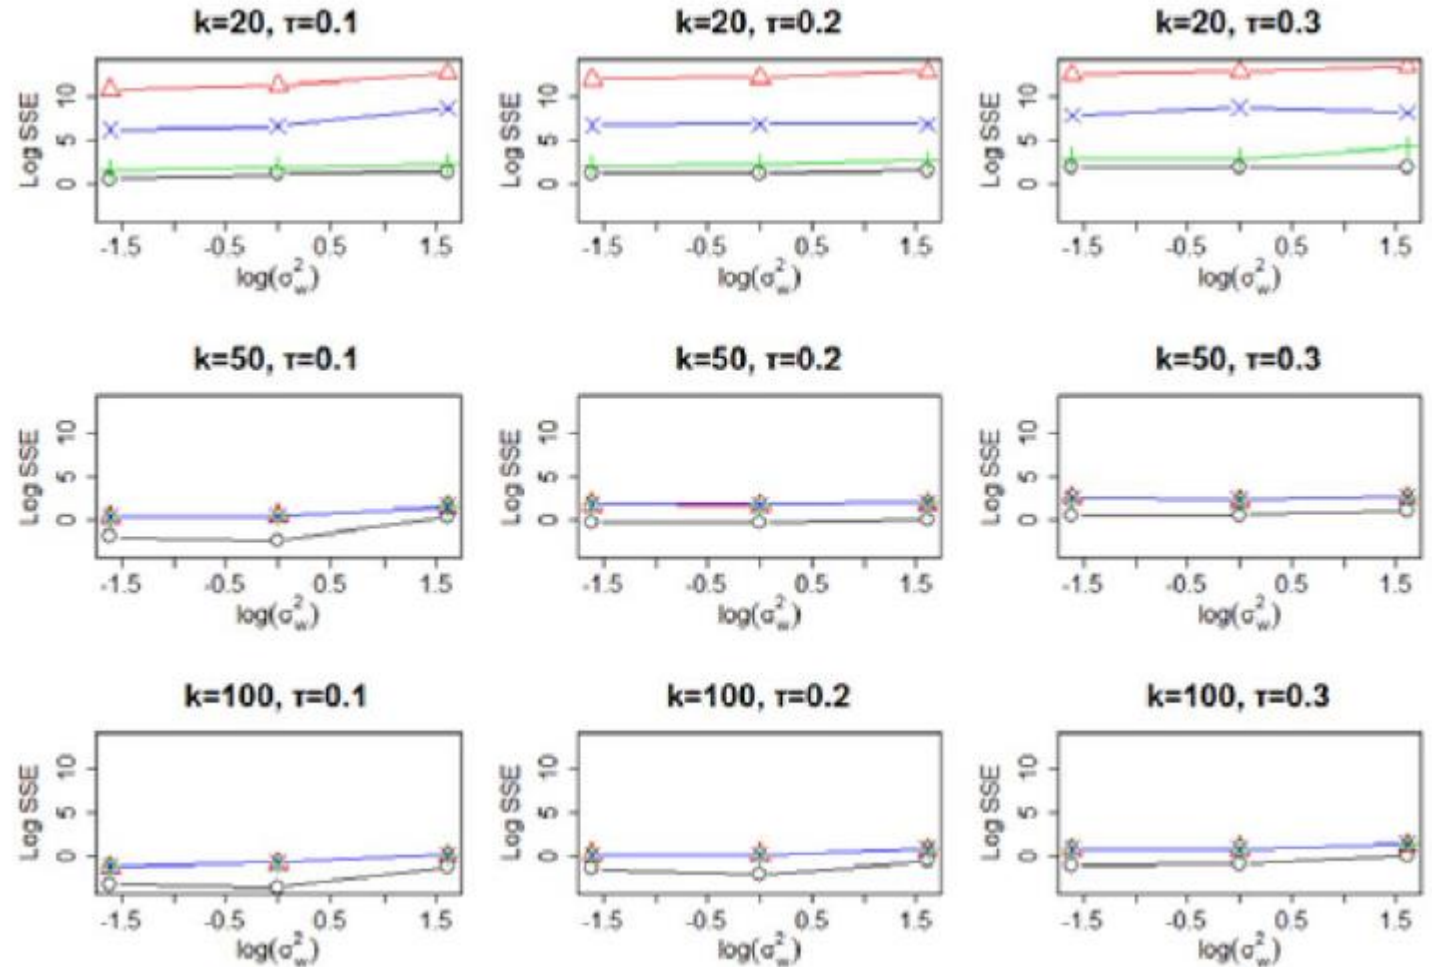 k=20, τ=0.1
Log SSE
10
5
0
-1.5 -0.5 0.5 1.5
log(σ²w)
k=20, τ=0.2
Log SSE
10
5
0
-1.5 -0.5 0.5 1.5
log(σ²w)
k=20, τ=0.3
Log SSE
10
5
0
-1.5 -0.5 0.5 1.5
log(σ²w)
k=50, τ=0.1
Log SSE
10
5
0
-1.5 -0.5 0.5 1.5
log(σ²w)
k=50, τ=0.2
Log SSE
10
5
0
-1.5 -0.5 0.5 1.5
log(σ²w)
k=50, τ=0.3
Log SSE
10
5
0
-1.5 -0.5 0.5 1.5
log(σ²w)
k=100, τ=0.1
Log SSE
10
5
0
-1.5 -0.5 0.5 1.5
log(σ²w)
k=100, τ=0.2
Log SSE
10
5
0
-1.5 -0.5 0.5 1.5
log(σ²w)
k=100, τ=0.3
Log SSE
10
5
0
-1.5 -0.5 0.5 1.5
log(σ²w)